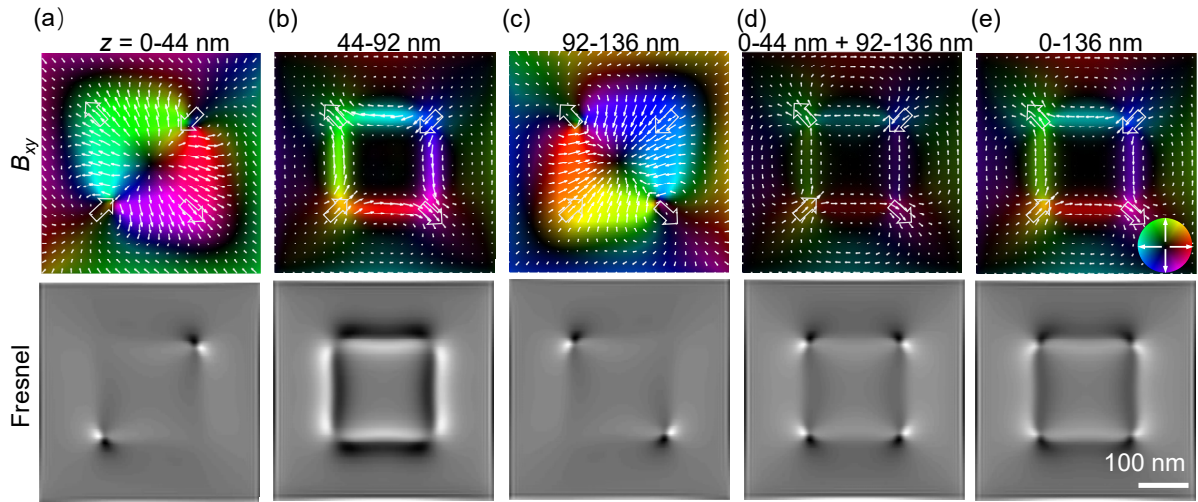 (a) (b) (c) (d) (e)
z = 0-44 nm 44-92 nm 92-136 nm 0-44 nm + 92-136 nm 0-136 nm
Bxy
Fresnel
100 nm